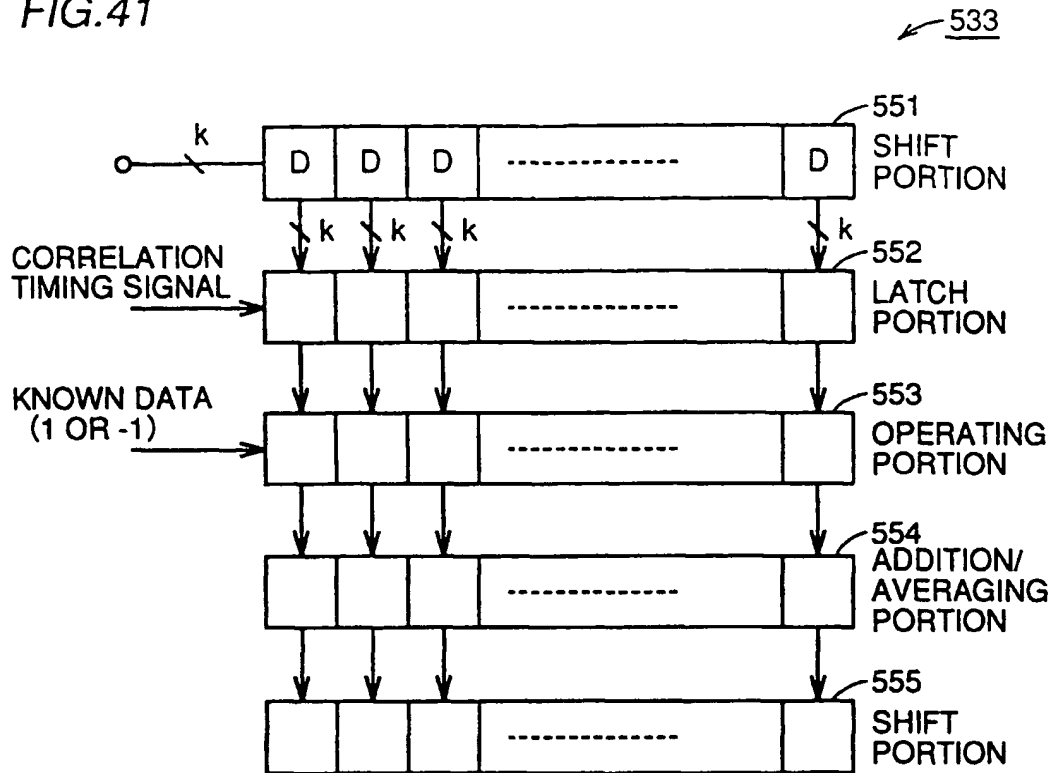 FIG.41
533
551
k
D D D D
SHIFT
PORTION
k k k k
552
CORRELATION
TIMING SIGNAL
LATCH
PORTION
553
KNOWN DATA
(1 OR -1)
OPERATING
PORTION
554
ADDITION/
AVERAGING
PORTION
555
SHIFT
PORTION